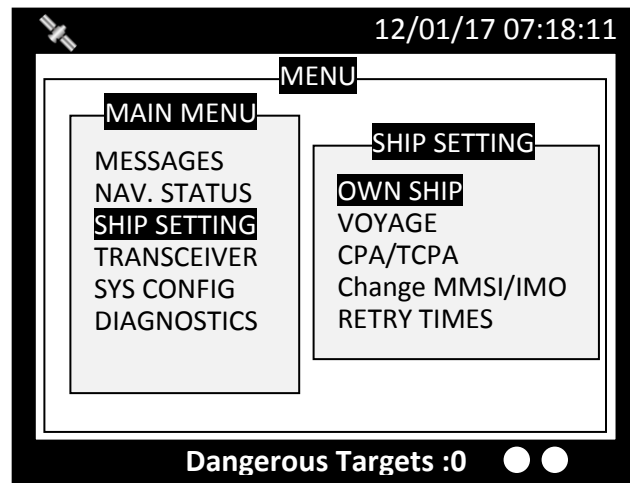 12/01/17 07:18:11
MENU
MAIN MENU
MESSAGES
NAV. STATUS
SHIP SETTING
TRANSCEIVER
SYS CONFIG
DIAGNOSTICS
SHIP SETTING
OWN SHIP
VOYAGE
CPA/TCPA
Change MMSI/IMO
RETRY TIMES
Dangerous Targets :0